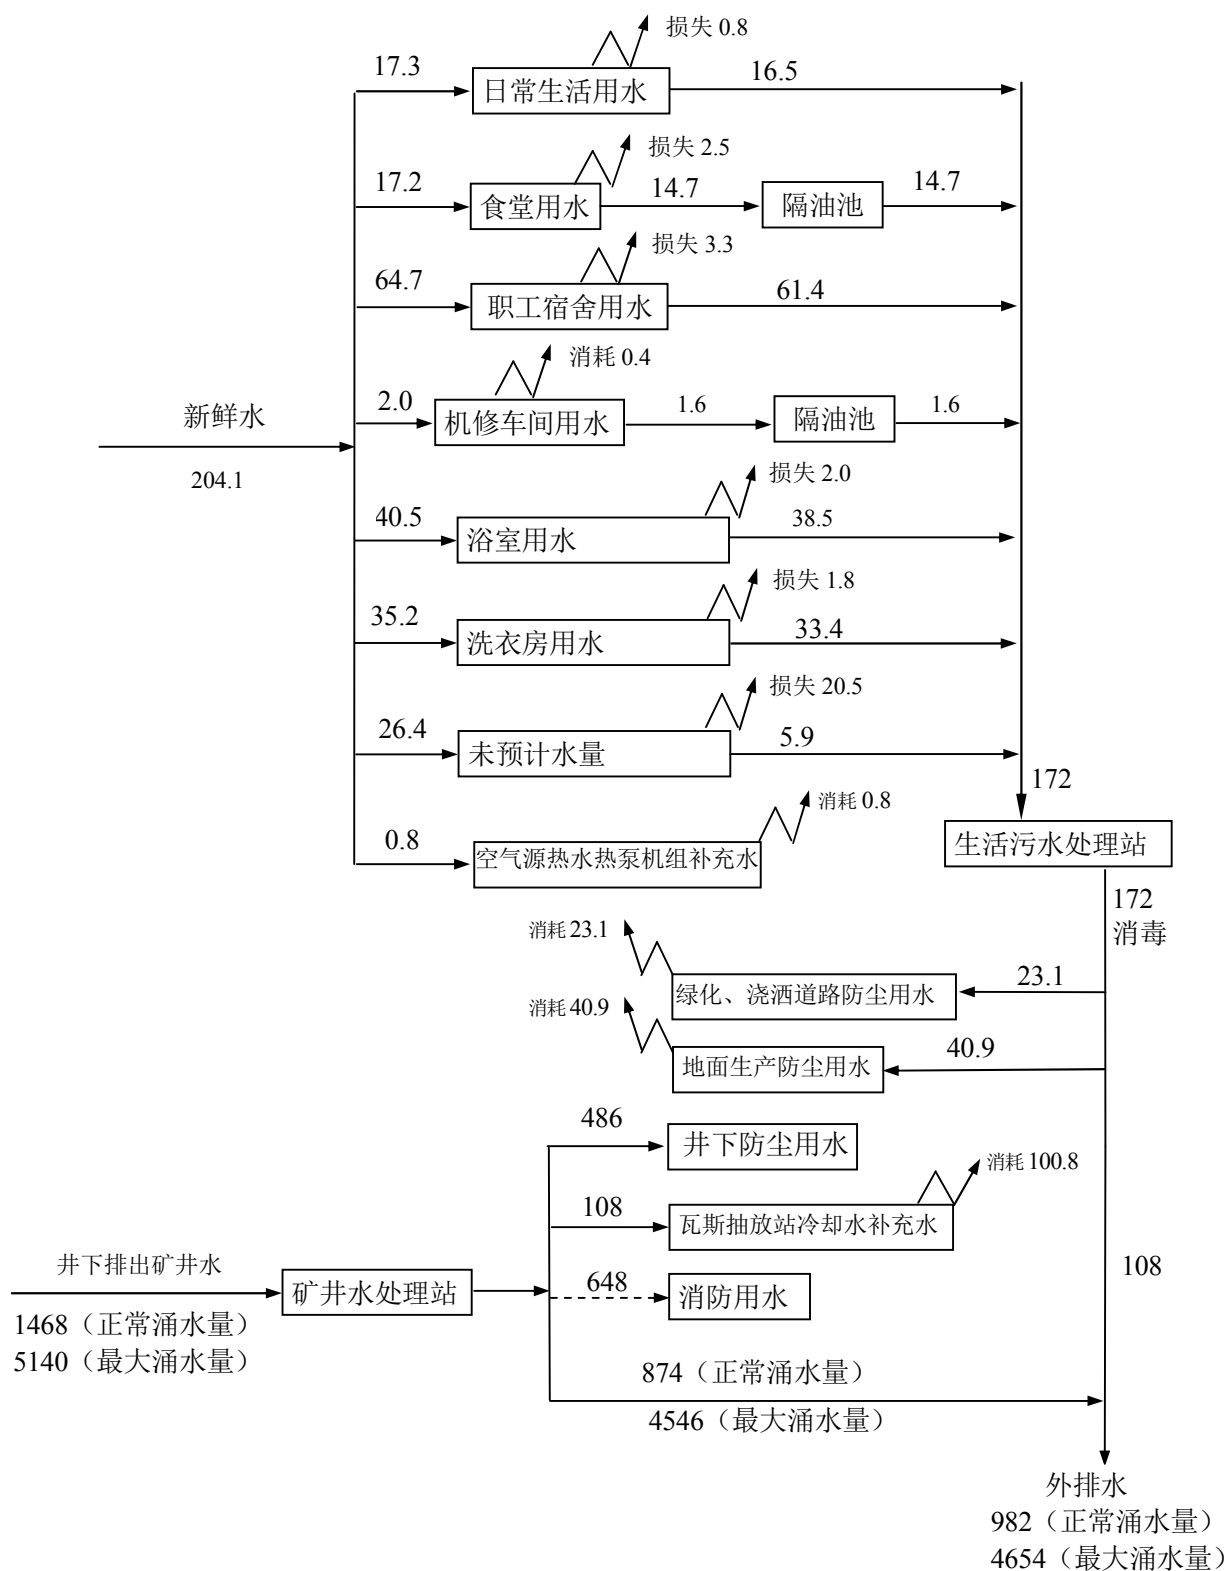 损失 0.8
17.3
日常生活用水
16.5
损失 2.5
17.2
食堂用水
14.7
隔油池
14.7
损失 3.3
64.7
职工宿舍用水
61.4
消耗 0.4
新鲜水
204.1
2.0
机修车间用水
1.6
隔油池
1.6
损失 2.0
40.5
浴室用水
38.5
损失 1.8
35.2
洗衣房用水
33.4
损失 20.5
26.4
未预计水量
5.9
172
消耗 0.8
0.8
空气源热水热泵机组补充水
生活污水处理站
172
消毒
消耗 23.1
绿化、浇洒道路防尘用水
23.1
消耗 40.9
地面生产防尘用水
40.9
486
井下防尘用水
消耗 100.8
108
瓦斯抽放站冷却水补充水
井下排出矿井水
1468（正常涌水量）
5140（最大涌水量）
矿井水处理站
648
消防用水
108
874（正常涌水量）
4546（最大涌水量）
外排水
982（正常涌水量）
4654（最大涌水量）